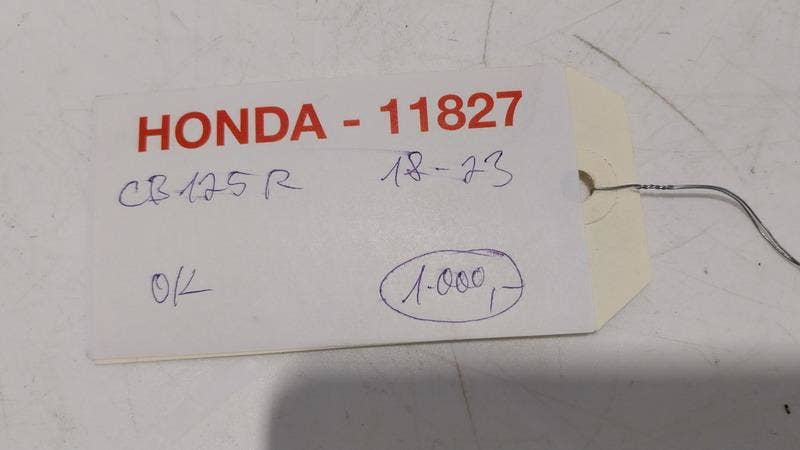 HONDA - 11827
CB125R 18-23
OK 1.000,-